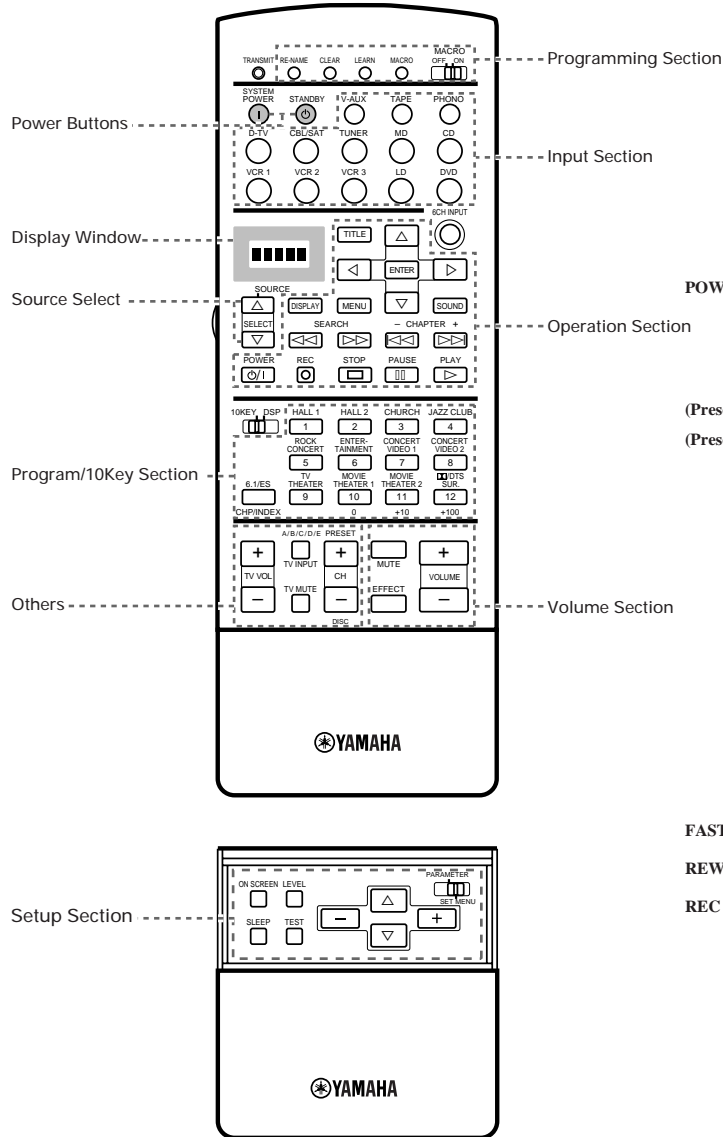 MACRO
TRANSMIT RE-NAME CLEAR LEARN MACRO OFF ON
Programming Section
SYSTEM
POWER STANDBY V-AUX TAPE PHONO
Power Buttons
D-TV CBL/SAT TUNER MD CD
Input Section
VCR 1 VCR 2 VCR 3 LD DVD
6CH INPUT
TITLE
Display Window
ENTER
SOURCE
Source Select
DISPLAY MENU SOUND
POW
SELECT
SEARCH – CHAPTER +
Operation Section
POWER REC STOP PAUSE PLAY
10KEY DSP HALL 1 HALL 2 CHURCH JAZZ CLUB
(Prese
1 2 3 4
(Prese
ROCK CONCERT ENTER-TAINMENT CONCERT VIDEO 1 CONCERT VIDEO 2
5 6 7 8
Program/10Key Section
TV THEATER MOVIE THEATER 1 MOVIE THEATER 2 /DTS SUR.
6.1/ES 9 10 11 12
CHP/INDEX 0 +10 +100
A/B/C/D/E PRESET
+ TV INPUT + MUTE +
TV VOL CH VOLUME
– TV MUTE – EFFECT –
Others
Volume Section
DISC
YAMAHA
FAST
REW
REC
PARAMETER
ON SCREEN LEVEL
SET MENU
Setup Section
SLEEP TEST – +
YAMAHA